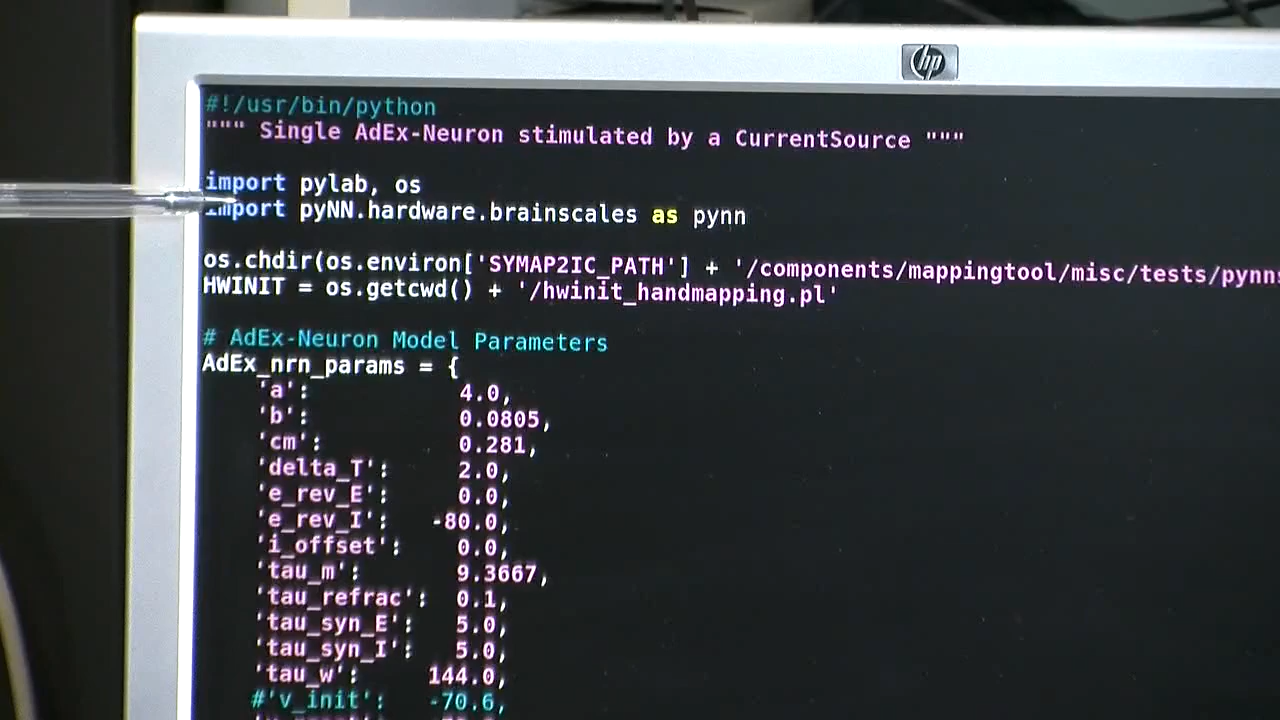 hp
#!/usr/bin/python
""" Single AdEx-Neuron stimulated by a CurrentSource """
import pylab, os
import pyNN.hardware.brainscales as pynn
os.chdir(os.environ['SYMAP2IC_PATH'] + '/components/mappingtool/misc/tests/pynn
HWINIT = os.getcwd() + '/hwinit_handmapping.pl'
# AdEx-Neuron Model Parameters
AdEx_nrn_params = {
'a': 4.0,
'b': 0.0805,
'cm': 0.281,
'delta_T': 2.0,
'e_rev_E': 0.0,
'e_rev_I': -80.0,
'i_offset': 0.0,
'tau_m': 9.3667,
'tau_refrac': 0.1,
'tau_syn_E': 5.0,
'tau_syn_I': 5.0,
'tau_w': 144.0,
#'v_init': -70.6,